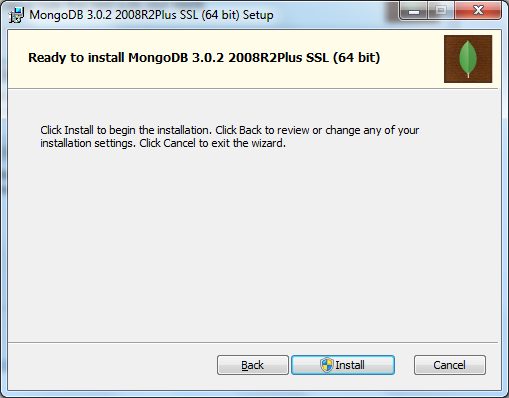 MongoDB 3.0.2 2008R2Plus SSL (64 bit) Setup
Ready to install MongoDB 3.0.2 2008R2Plus SSL (64 bit)
Click Install to begin the installation. Click Back to review or change any of your
installation settings. Click Cancel to exit the wizard.
Back Install Cancel